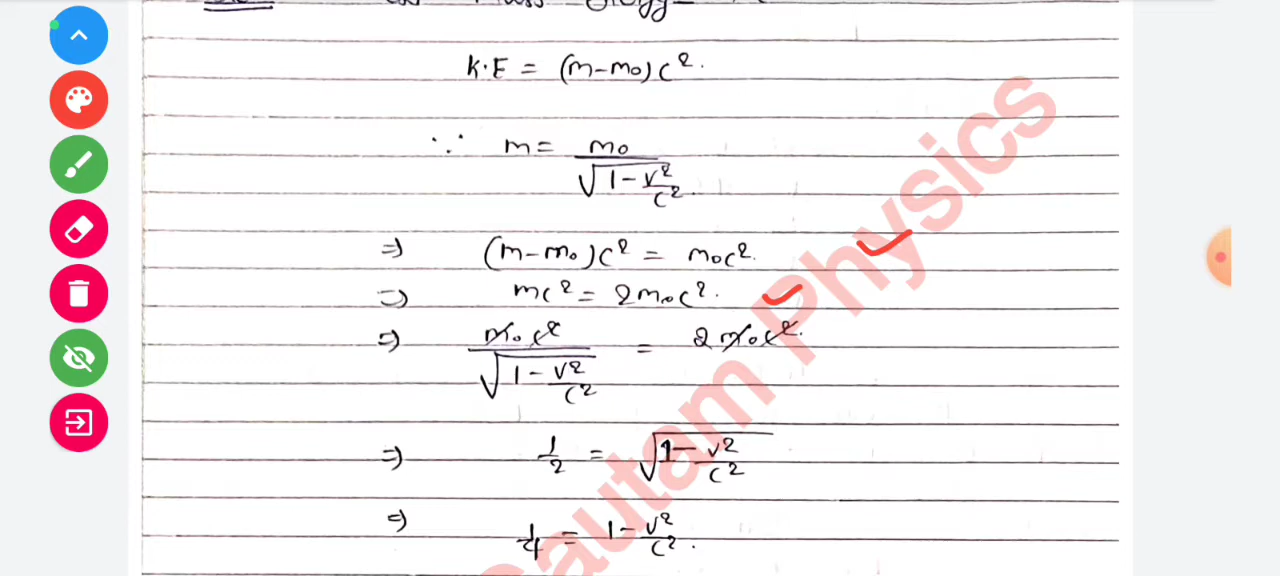 K.E = (m-m₀)c².
∵ m = m₀ / √(1 - v²/c²).
⇒ (m-m₀)c² = m₀c².
⇒ mc² = 2m₀c².
⇒ m₀c² / √(1 - v²/c²) = 2m₀c².
⇒ 1/2 = √(1 - v²/c²)
⇒ 1/4 = 1 - v²/c².
Gautam Physics